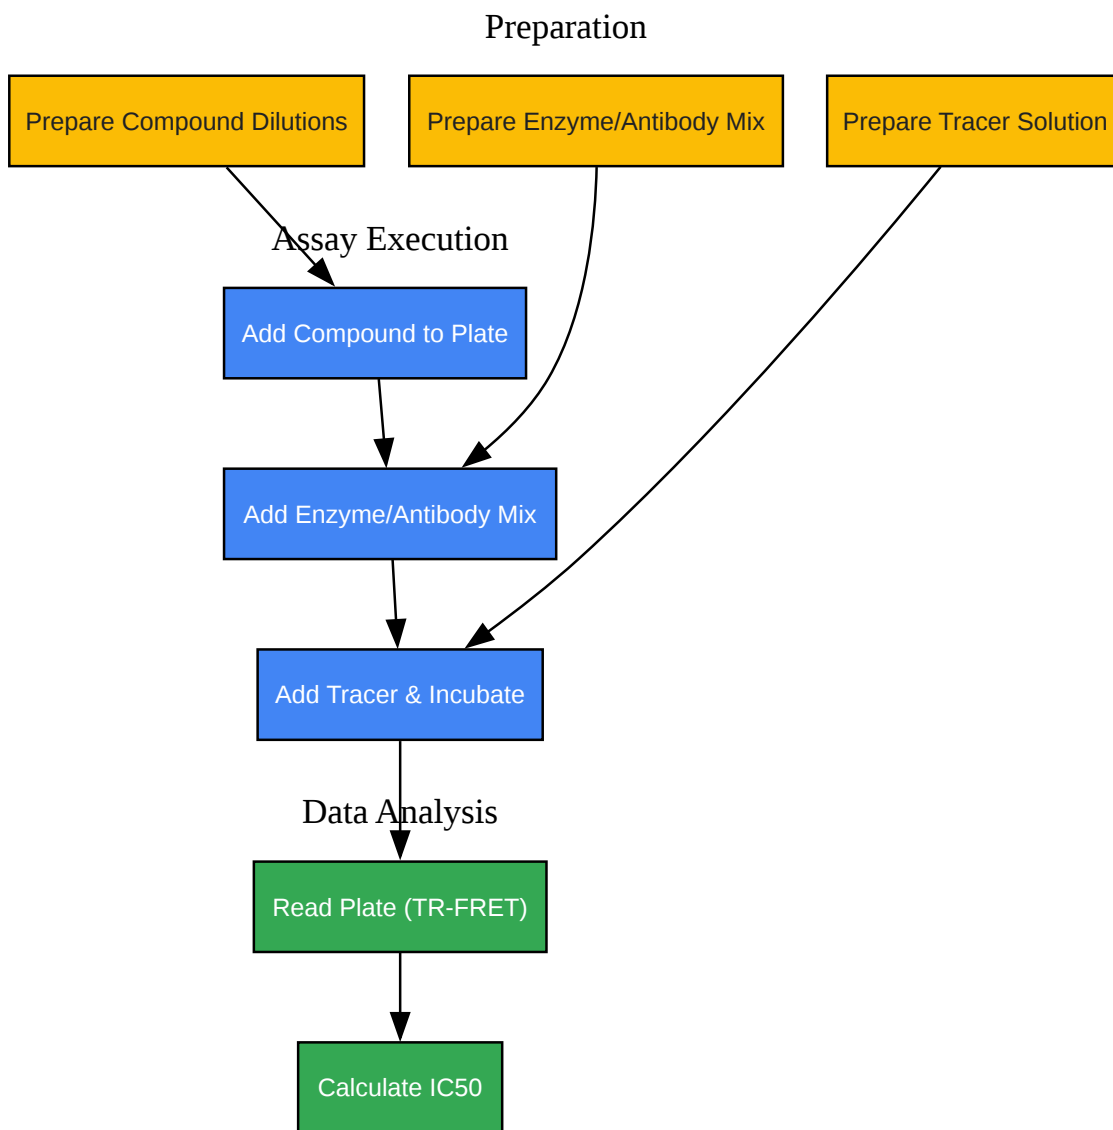 Preparation
Prepare Compound Dilutions
Prepare Enzyme/Antibody Mix
Prepare Tracer Solution
Assay Execution
Add Compound to Plate
Add Enzyme/Antibody Mix
Add Tracer & Incubate
Data Analysis
Read Plate (TR-FRET)
Calculate IC50